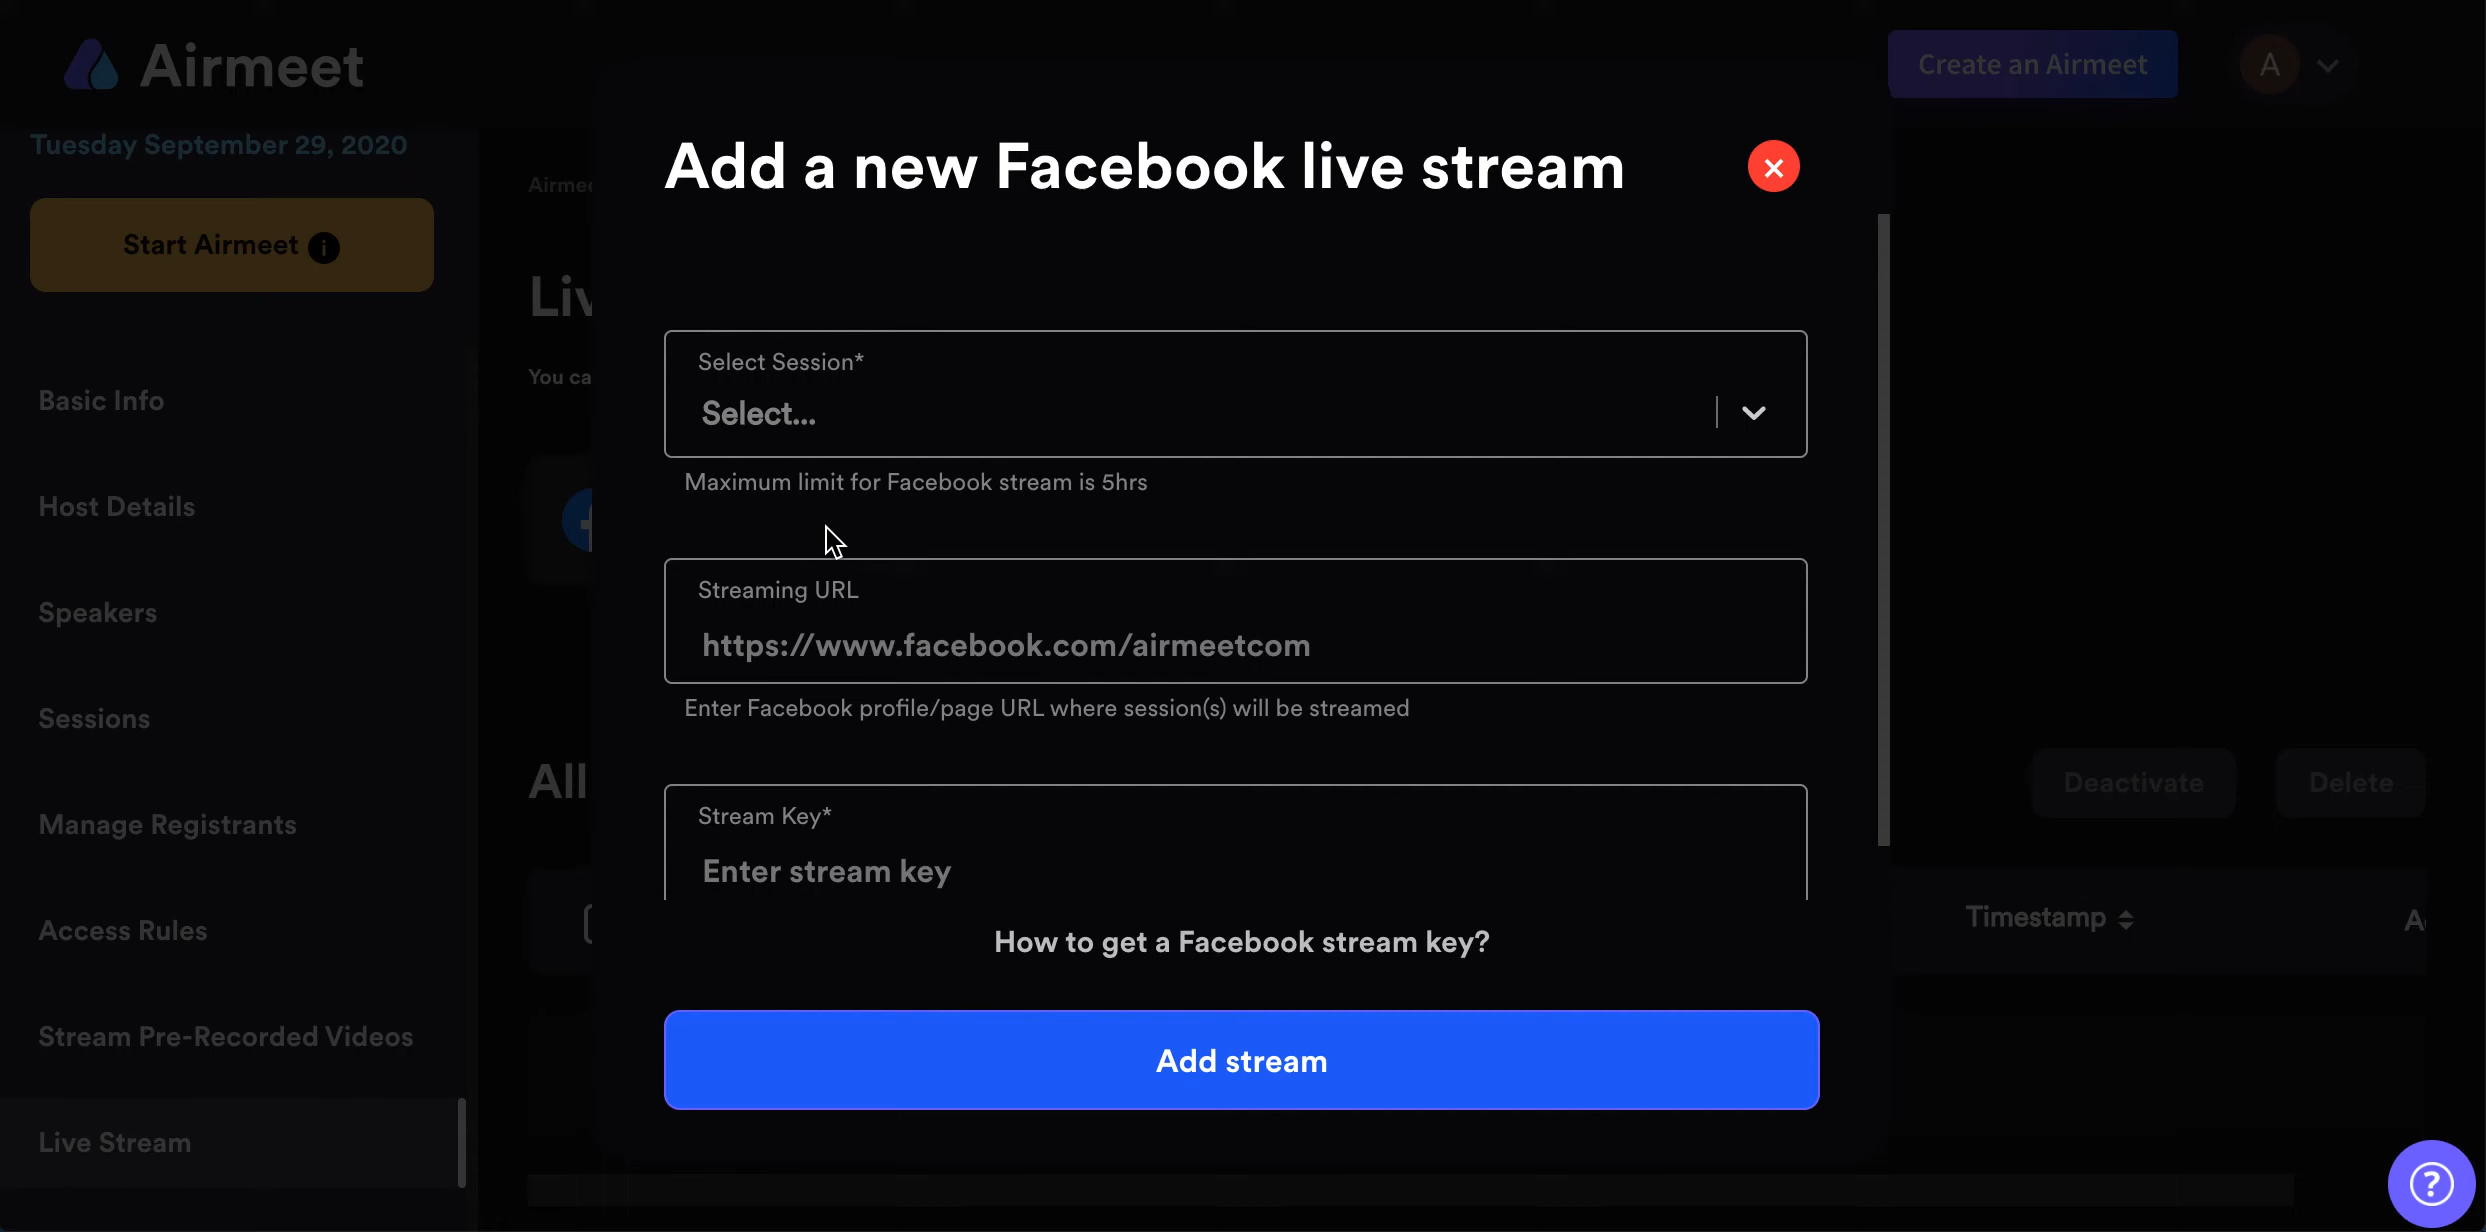 Airmeet
Create an Airmeet
A
Tuesday September 29, 2020
Start Airmeet
Basic Info
Host Details
Speakers
Sessions
Manage Registrants
Access Rules
Stream Pre-Recorded Videos
Live Stream
You
All
Add a new Facebook live stream
Select Session*
Select...
Maximum limit for Facebook stream is 5hrs
Streaming URL
https://www.facebook.com/airmeetcom
Enter Facebook profile/page URL where session(s) will be streamed
Stream Key*
Enter stream key
How to get a Facebook stream key?
Add stream
Deactivate
Delete
Timestamp